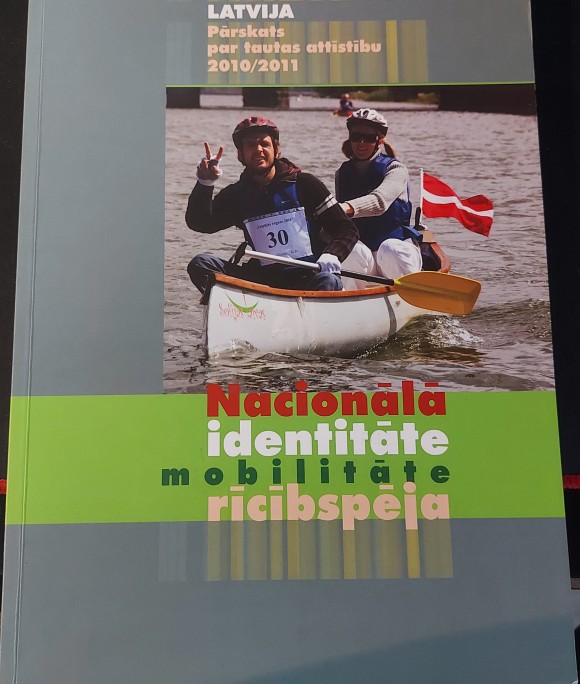 LATVIJA
Pārskats
par tautas attīstību
2010/2011
30
Nacionālā
identitāte
mobilitāte
rīcībspēja